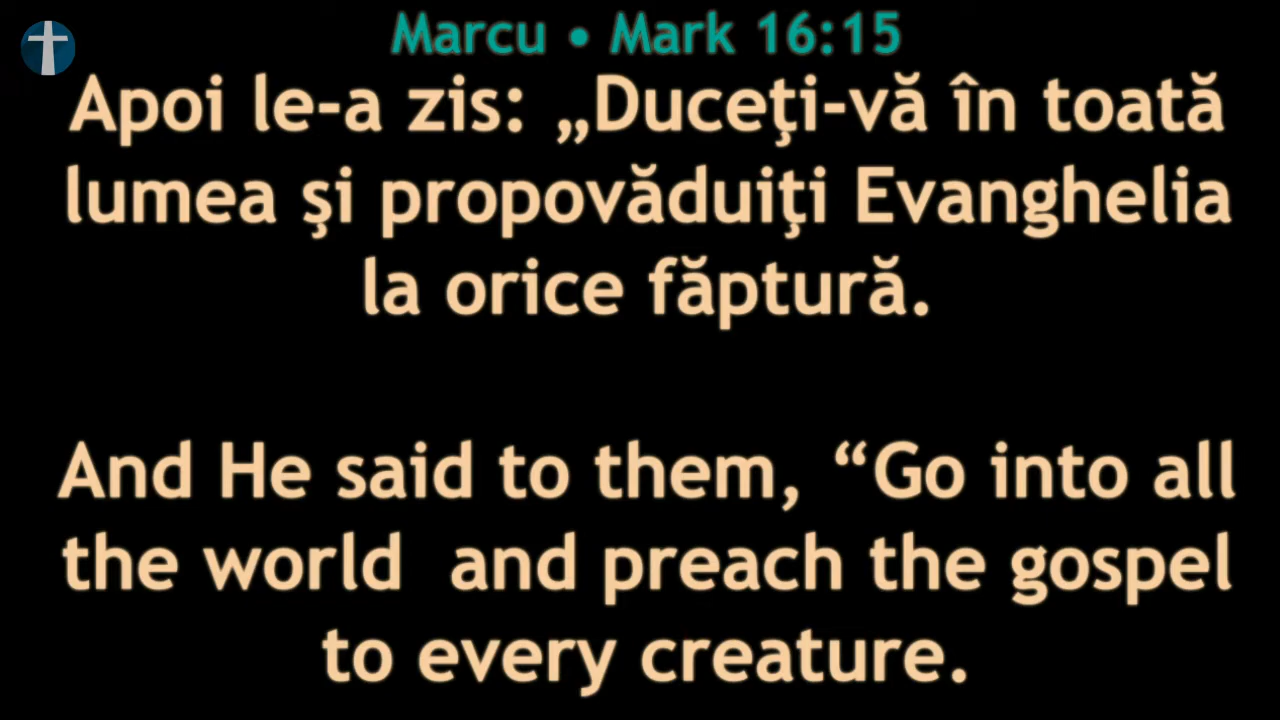 Marcu • Mark 16:15
Apoi le-a zis: „Duceţi-vă în toată
lumea şi propovăduiţi Evanghelia
la orice făptură.
And He said to them, “Go into all
the world  and preach the gospel
to every creature.